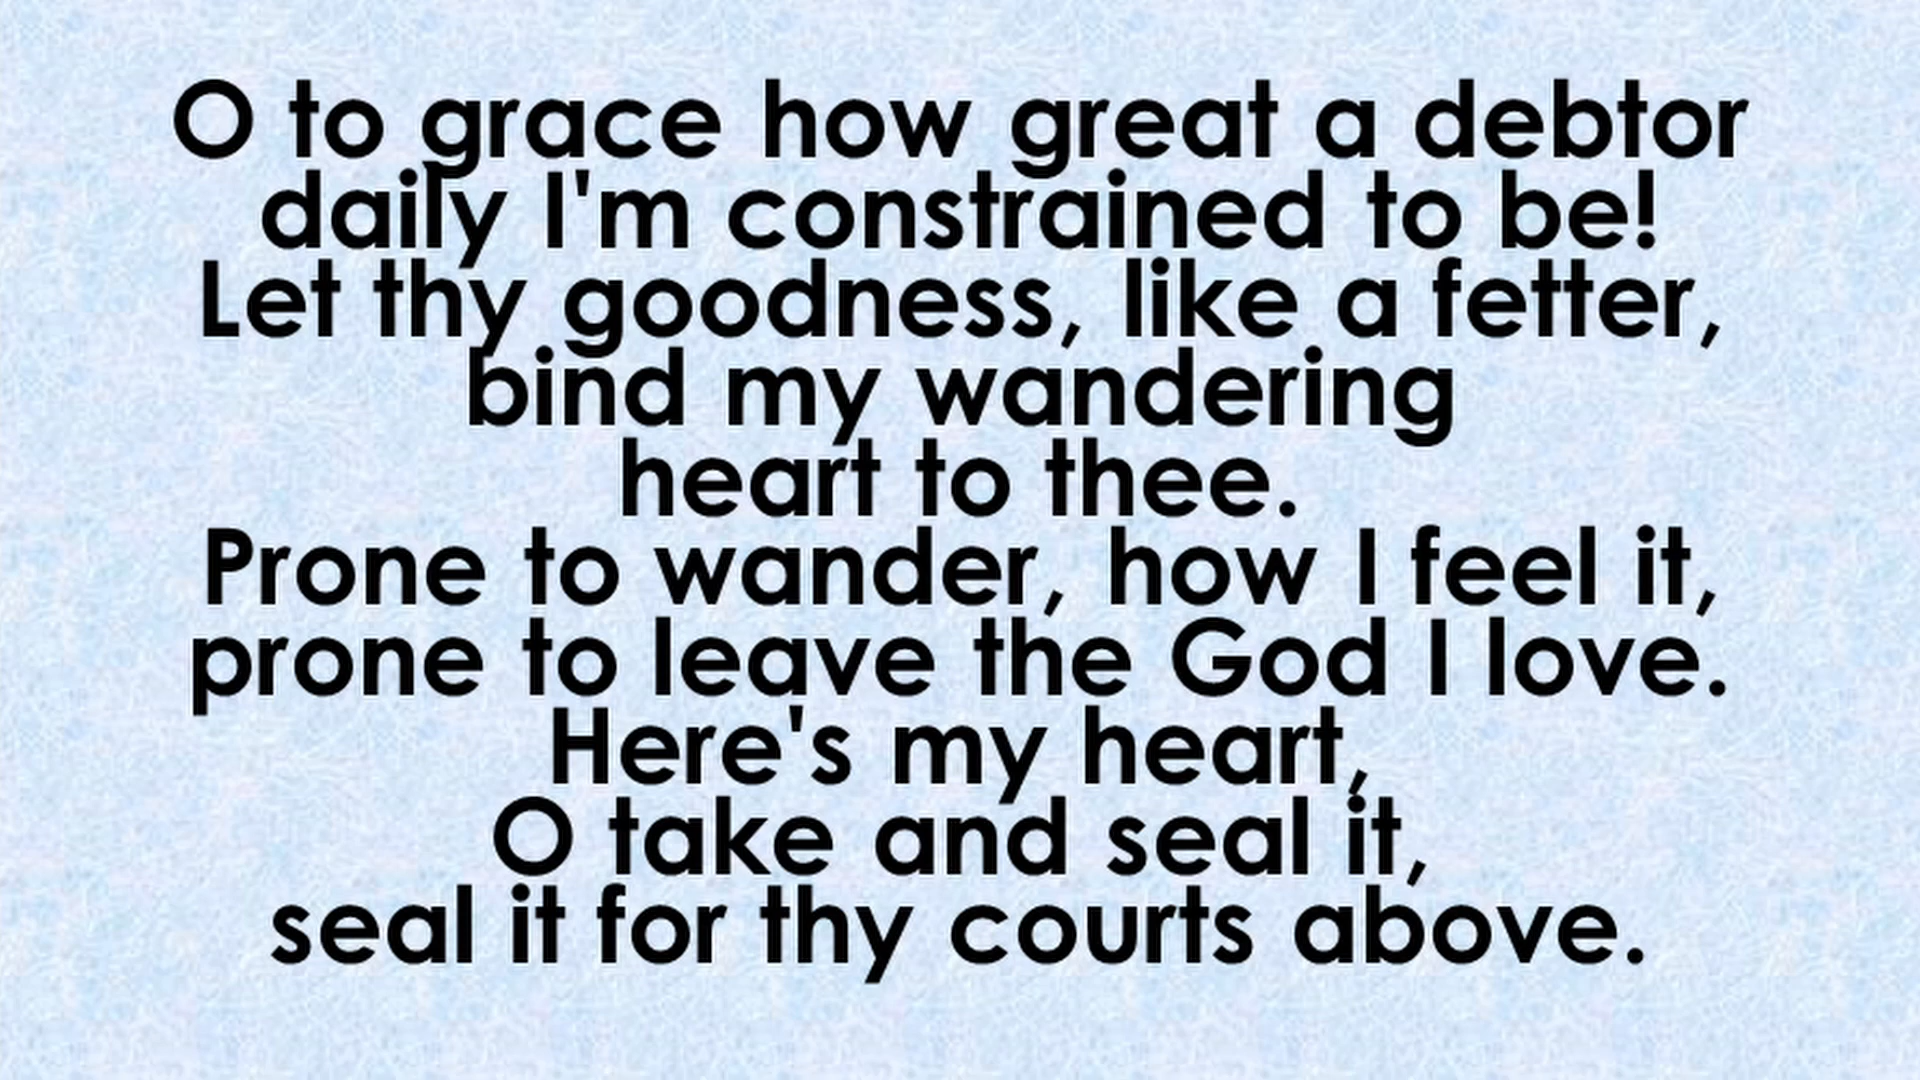 O to grace how great a debtor
daily I'm constrained to be!
Let thy goodness, like a fetter,
bind my wandering
heart to thee.
Prone to wander, how I feel it,
prone to leave the God I love.
Here's my heart,
O take and seal it,
seal it for thy courts above.